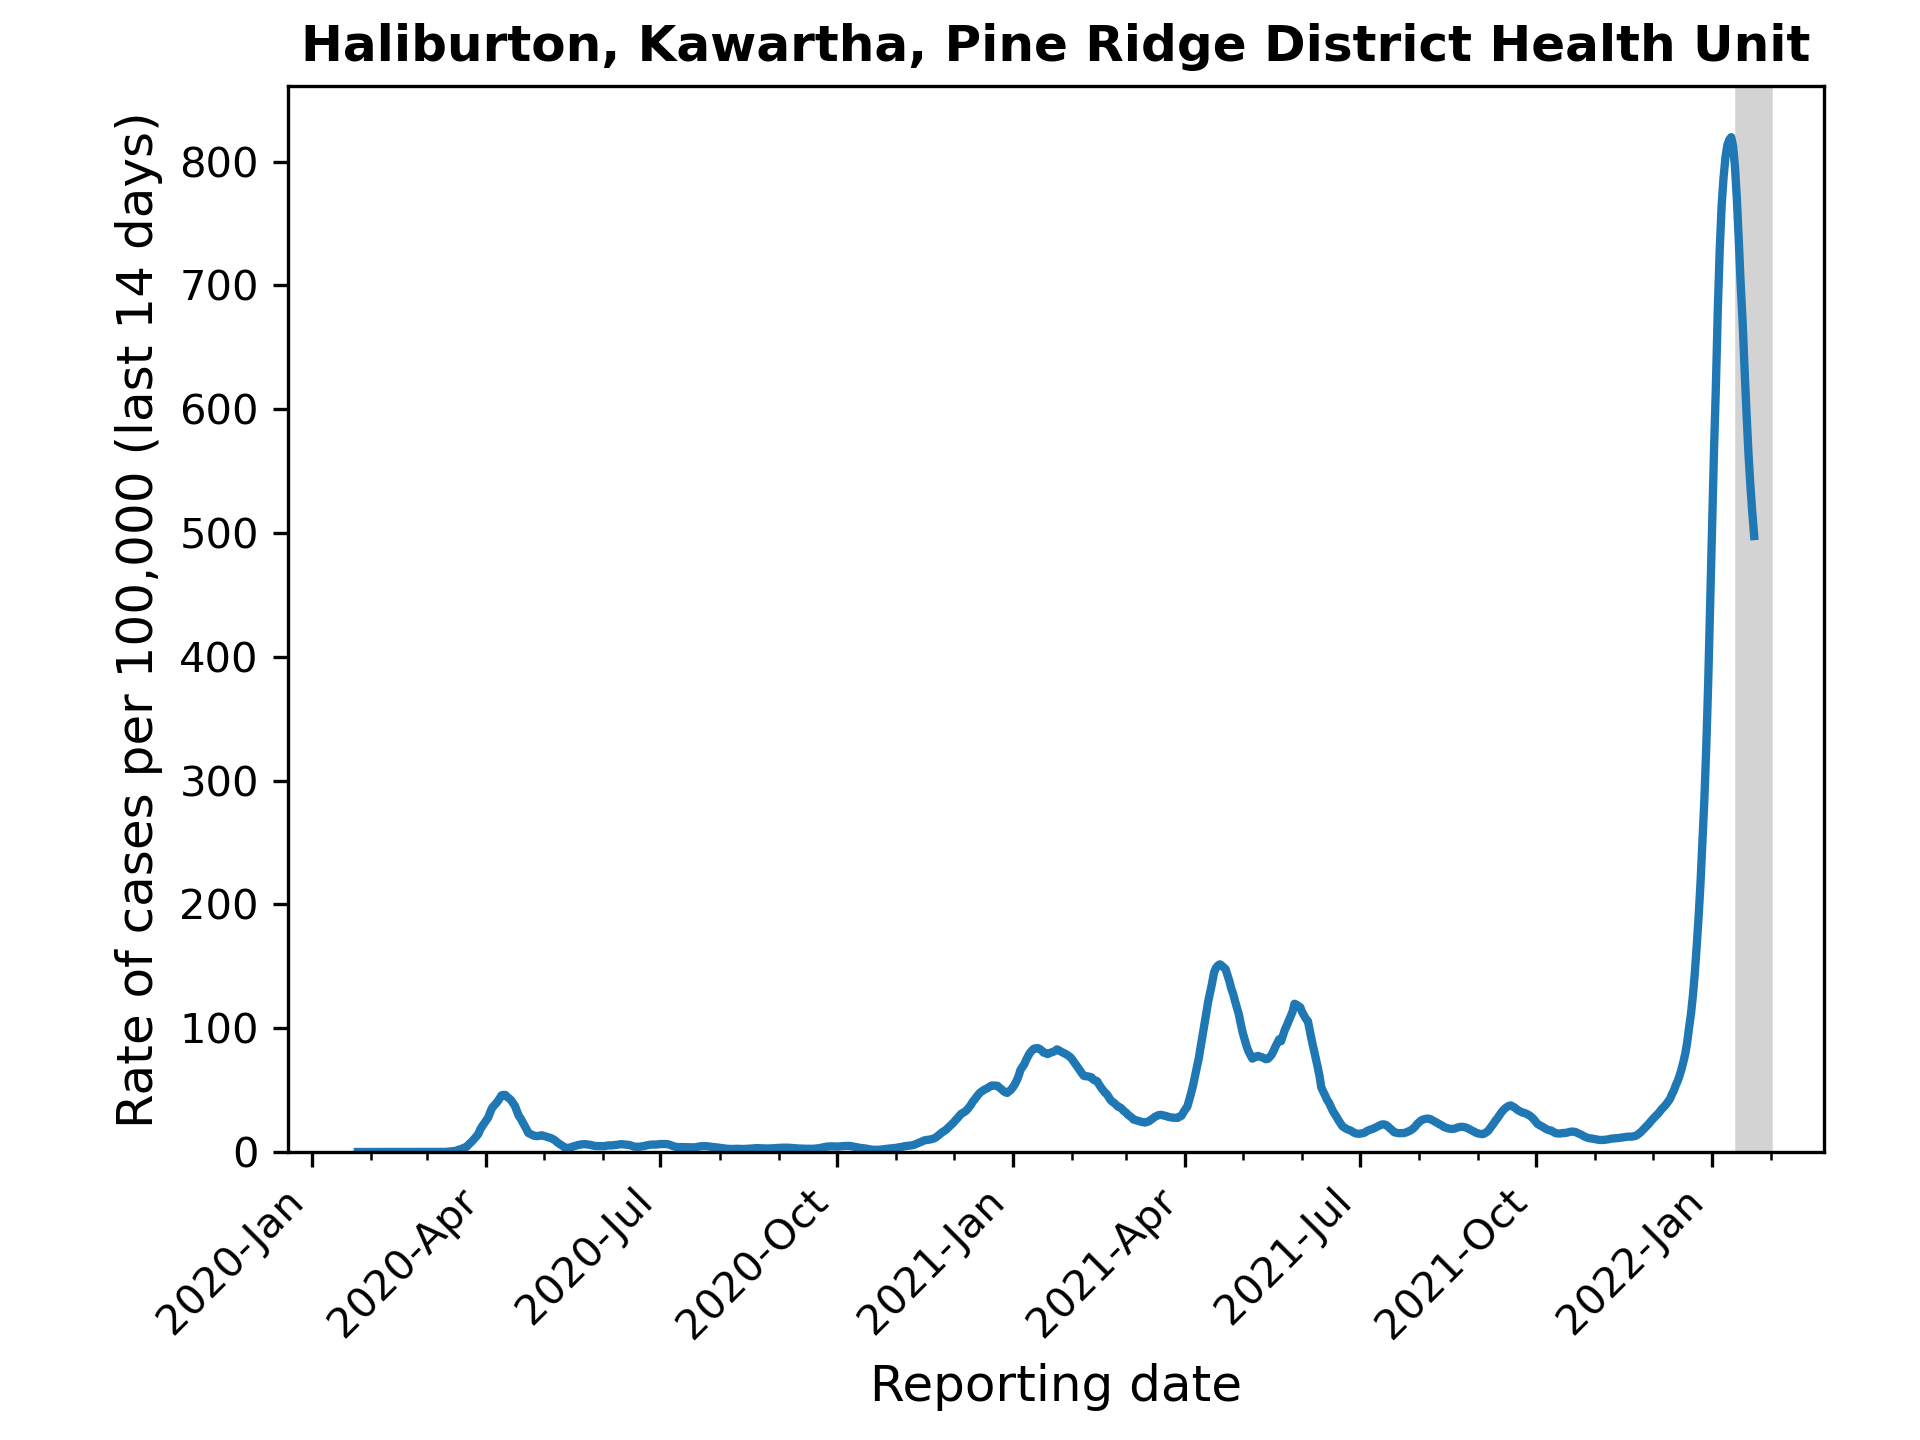 Haliburton, Kawartha, Pine Ridge District Health Unit
Rate of cases per 100,000 (last 14 days)
800
700
600
500
400
300
200
100
0
2020-Jan
2020-Apr
2020-Jul
2020-Oct
2021-Jan
2021-Apr
2021-Jul
2021-Oct
2022-Jan
Reporting date